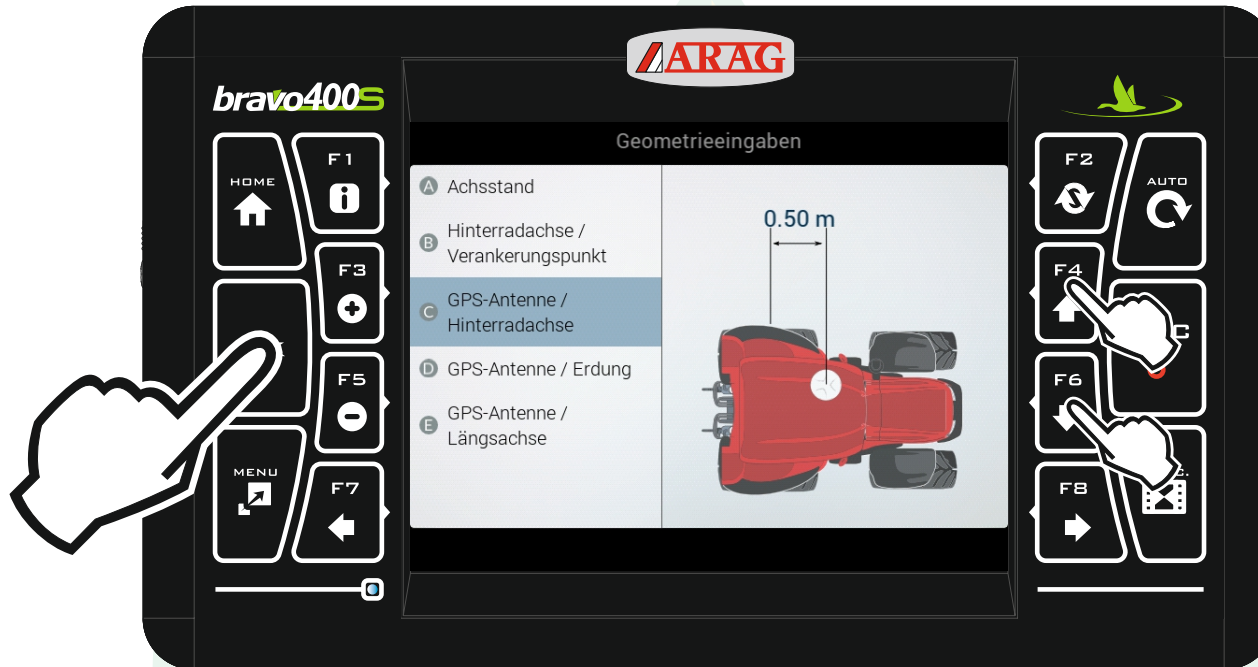 ARAG
bravo400S
Geometrieeingaben
HOME
F1
F3
F5
MENU
F7
A Achsstand
B Hinterradachse /
Verankerungspunkt
C GPS-Antenne /
Hinterradachse
D GPS-Antenne / Erdung
E GPS-Antenne /
Längsachse
0.50 m
F2
AUTO
F4
F6
F8